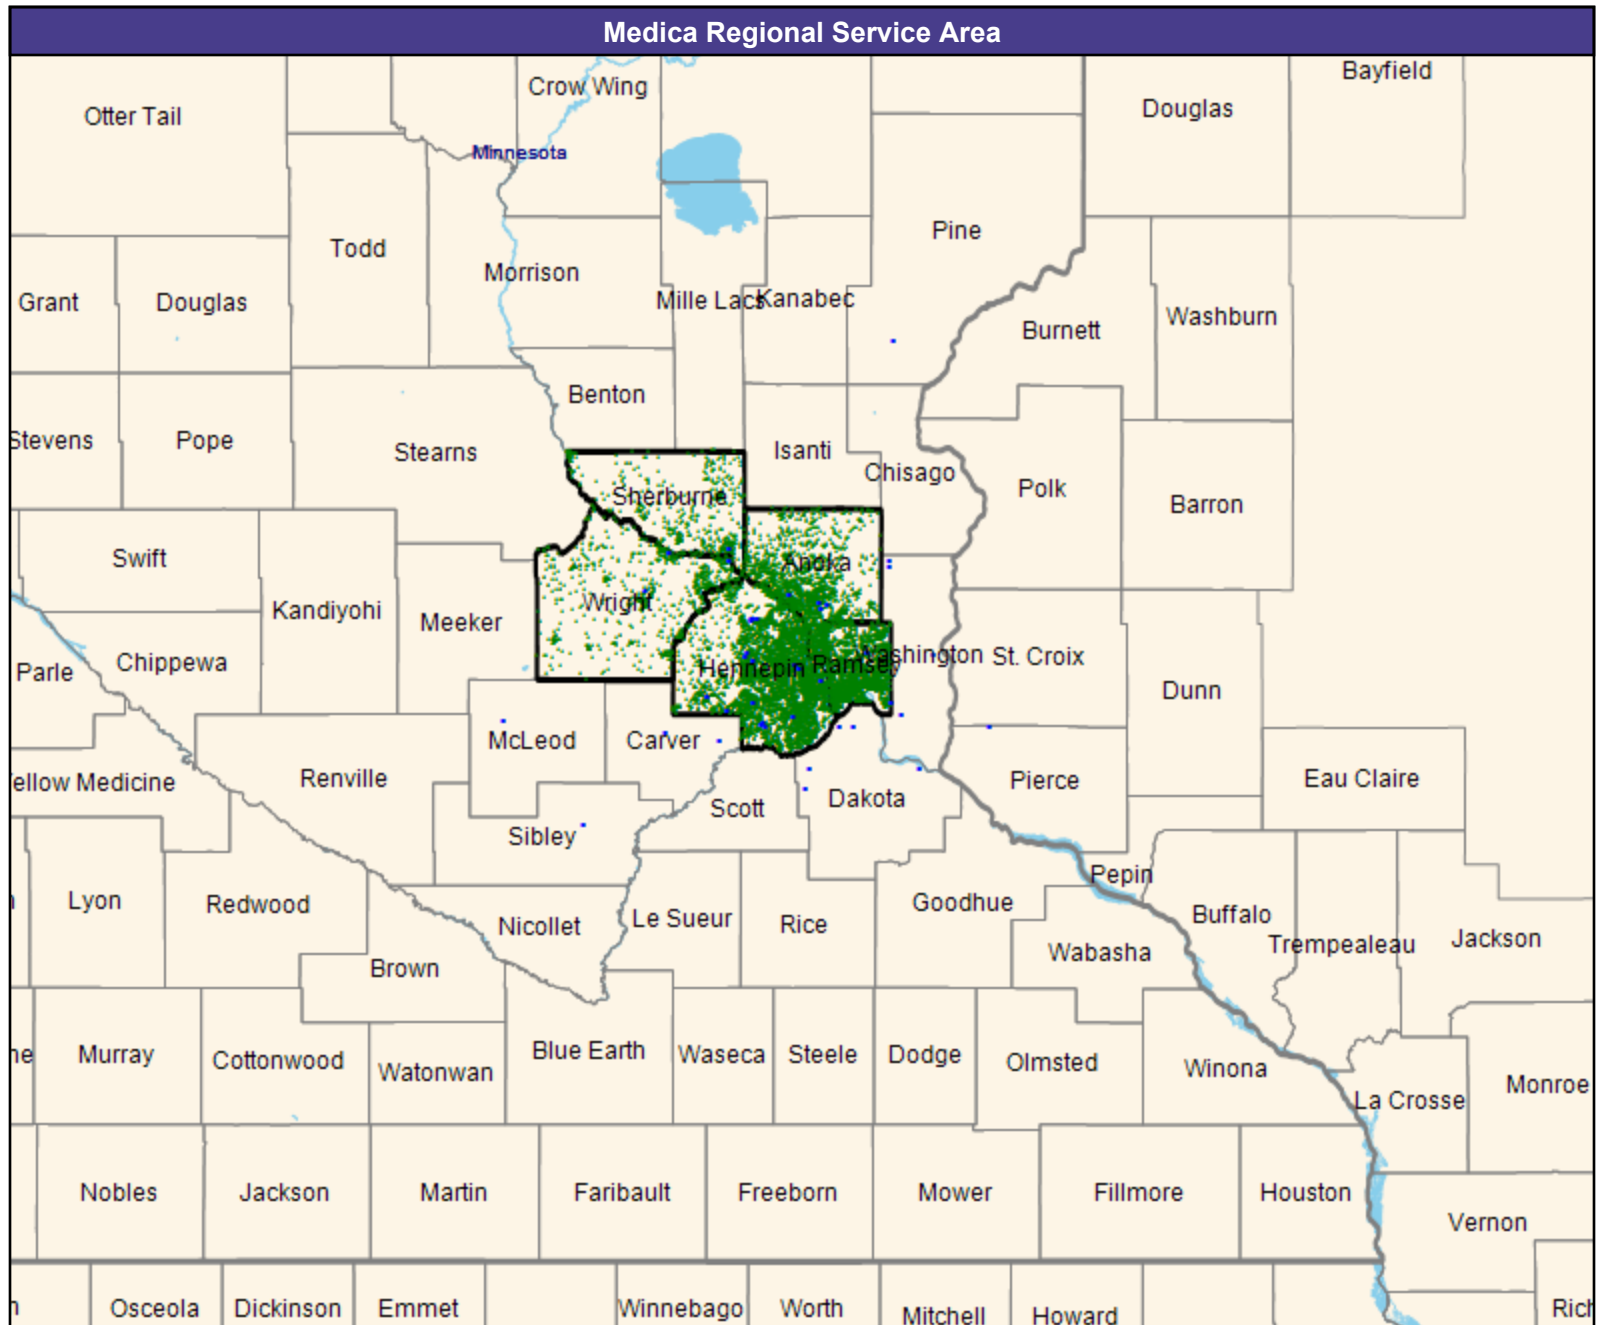 Medica Regional Service Area
Bayfield
Crow Wing
Douglas
Otter Tail
Minnesota
Pine
Todd
Morrison
Grant
Douglas
Mille Lacs
Kanabec
Washburn
Burnett
Benton
Stevens
Pope
Stearns
Isanti
Chisago
Polk
Barron
Sherburne
Swift
Anoka
Kandiyohi
Wright
Meeker
Parle
Chippewa
Hennepin
Ramsey
Washington
St. Croix
Dunn
McLeod
Carver
Renville
ellow Medicine
Pierce
Eau Claire
Scott
Dakota
Sibley
Pepin
Lyon
Redwood
Goodhue
Nicollet
Le Sueur
Rice
Buffalo
Trempealeau
Jackson
Wabasha
Brown
ne
Murray
Cottonwood
Watonwan
Blue Earth
Waseca
Steele
Dodge
Olmsted
Winona
La Crosse
Monroe
Nobles
Jackson
Martin
Faribault
Freeborn
Mower
Fillmore
Houston
Vernon
Osceola
Dickinson
Emmet
Winnebago
Worth
Mitchell
Howard
Rich